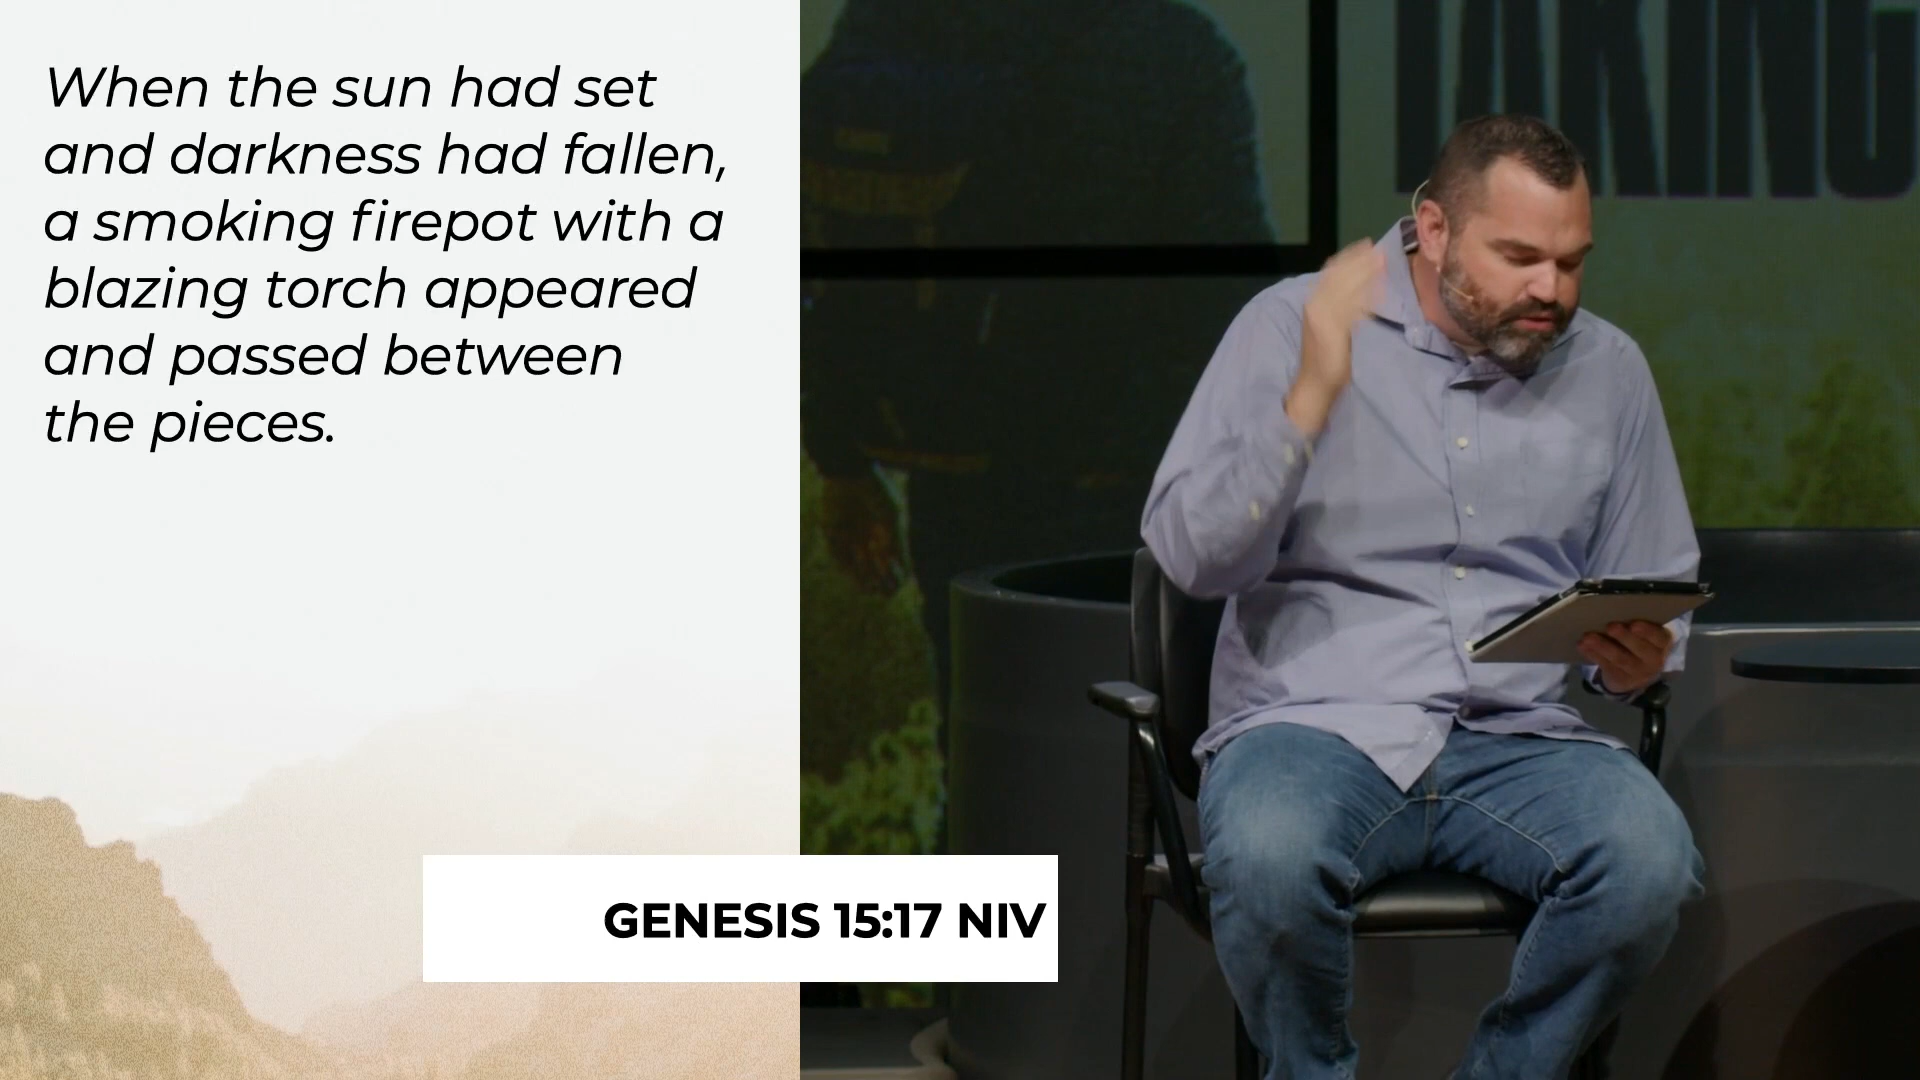 When the sun had set
and darkness had fallen,
a smoking firepot with a
blazing torch appeared
and passed between
the pieces.
GENESIS 15:17 NIV